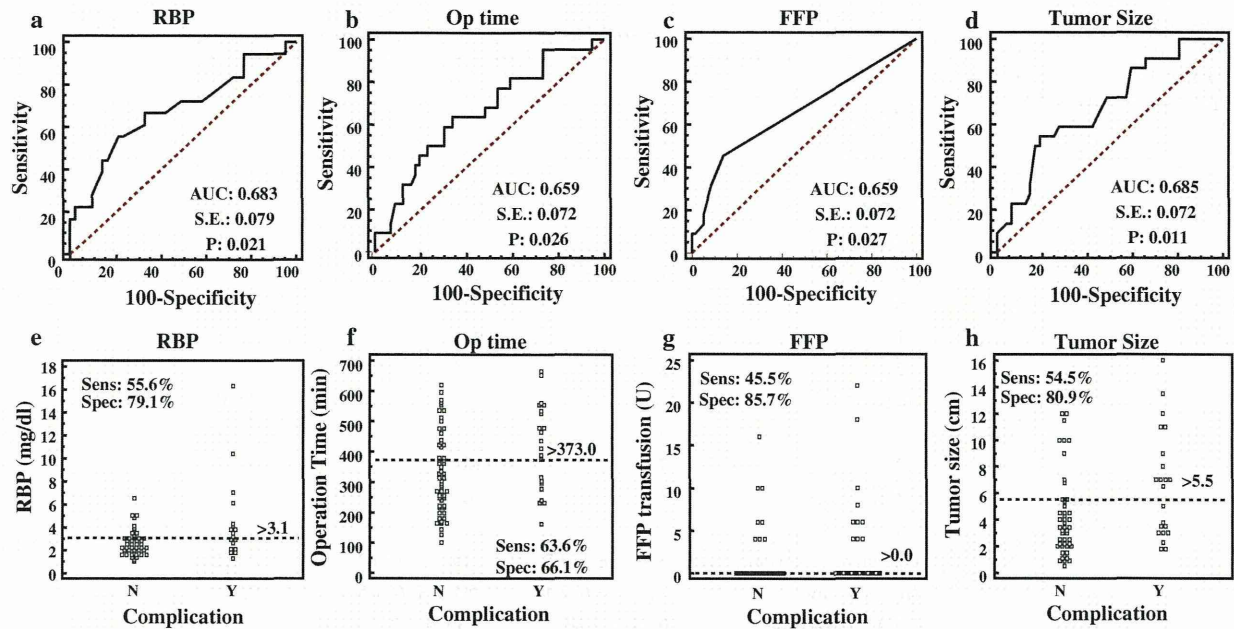 a RBP
100
80
60
40
20
0
Sensitivity
AUC: 0.683
S.E.: 0.079
P: 0.021
0 20 40 60 80 100
100-Specificity
b Op time
100
80
60
40
20
0
Sensitivity
AUC: 0.659
S.E.: 0.072
P: 0.026
0 20 40 60 80 100
100-Specificity
c FFP
100
80
60
40
20
0
Sensitivity
AUC: 0.659
S.E.: 0.072
P: 0.027
0 20 40 60 80 100
100-Specificity
d Tumor Size
100
80
60
40
20
0
Sensitivity
AUC: 0.685
S.E.: 0.072
P: 0.011
0 20 40 60 80 100
100-Specificity
e RBP
18
16
14
12
10
8
6
4
2
0
RBP (mg/dl)
Sens: 55.6%
Spec: 79.1%
>3.1
N Y
Complication
f Op time
700
600
500
400
300
200
100
0
Operation Time (min)
>373.0
Sens: 63.6%
Spec: 66.1%
N Y
Complication
g FFP
25
20
15
10
5
0
FFP transfusion (U)
Sens: 45.5%
Spec: 85.7%
>0.0
N Y
Complication
h Tumor Size
16
14
12
10
8
6
4
2
0
Tumor size (cm)
Sens: 54.5%
Spec: 80.9%
>5.5
N Y
Complication